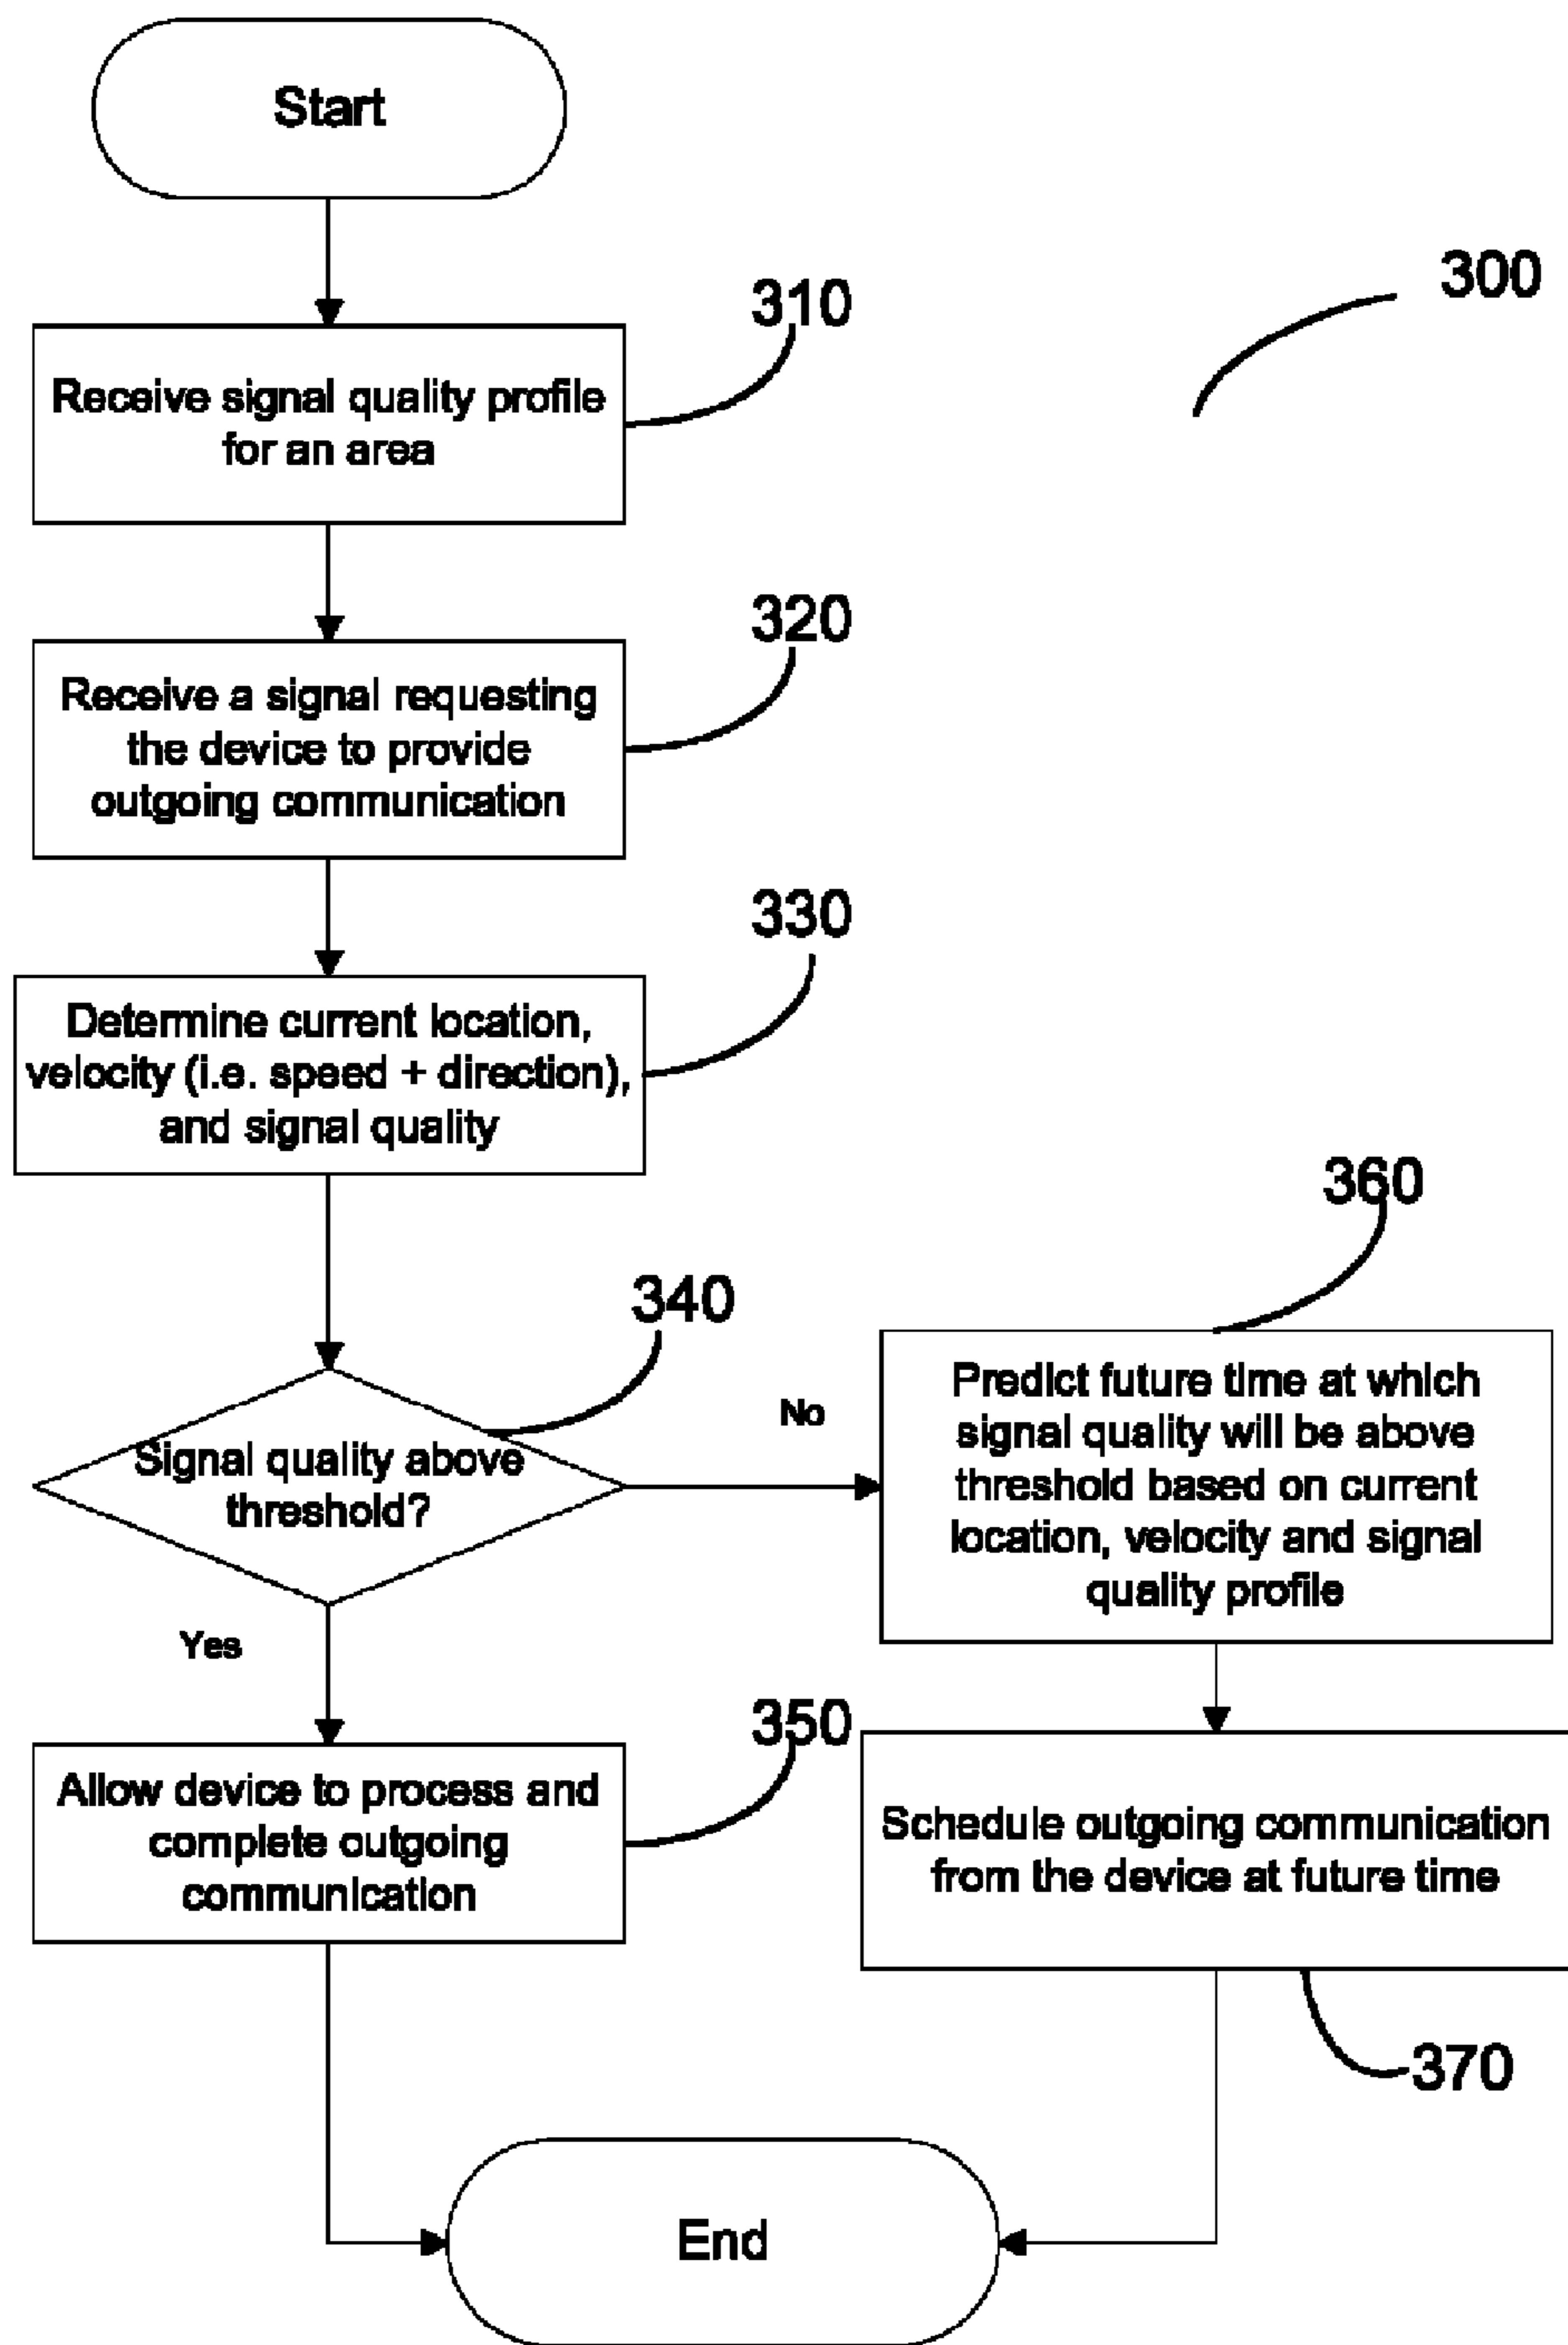 Start
300
310
Receive signal quality profile
for an area
320
Receive a signal requesting
the device to provide
outgoing communication
330
Determine current location,
velocity (i.e. speed + direction),
and signal quality
340
Signal quality above
threshold?
No
Yes
360
Predict future time at which
signal quality will be above
threshold based on current
location, velocity and signal
quality profile
350
Allow device to process and
complete outgoing
communication
Schedule outgoing communication
from the device at future time
370
End